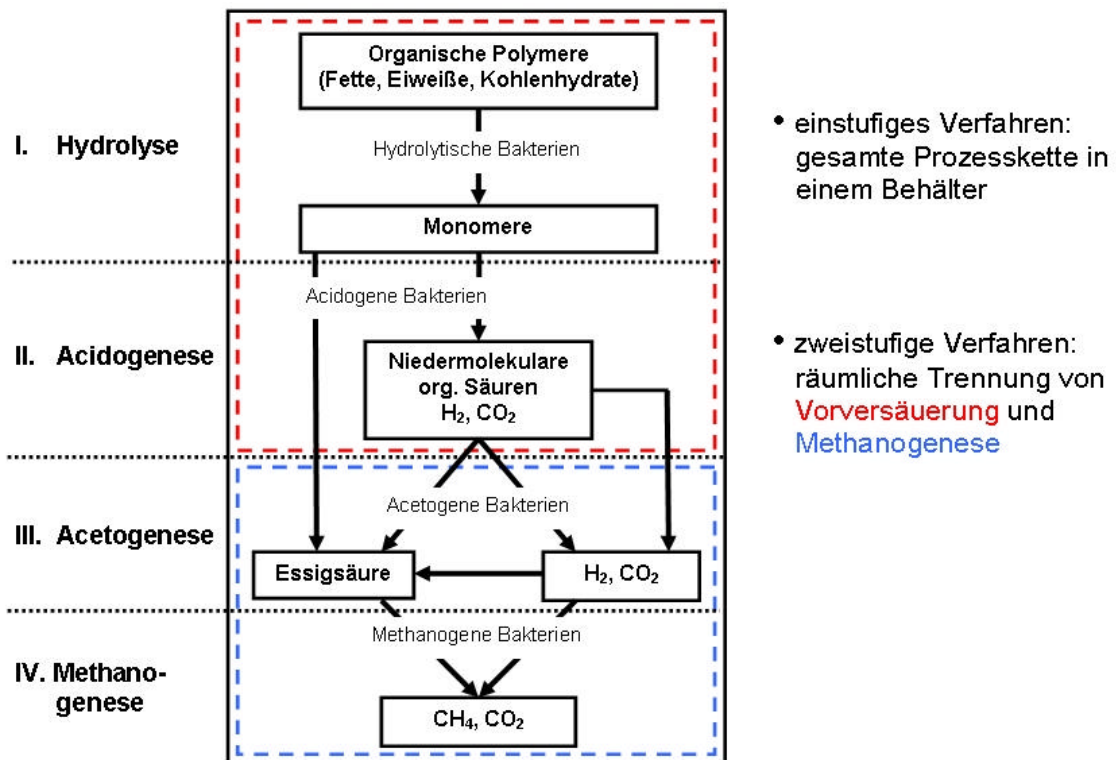 Organische Polymere
(Fette, Eiweiße, Kohlenhydrate)
I. Hydrolyse
Hydrolytische Bakterien
Monomere
Acidogene Bakterien
II. Acidogenese
Niedermolekulare
org. Säuren
H₂, CO₂
Acetogene Bakterien
III. Acetogenese
Essigsäure
H₂, CO₂
Methanogene Bakterien
IV. Methano-
genese
CH₄, CO₂
• einstufiges Verfahren:
gesamte Prozesskette in
einem Behälter
• zweistufige Verfahren:
räumliche Trennung von
Vorversäuerung und
Methanogenese